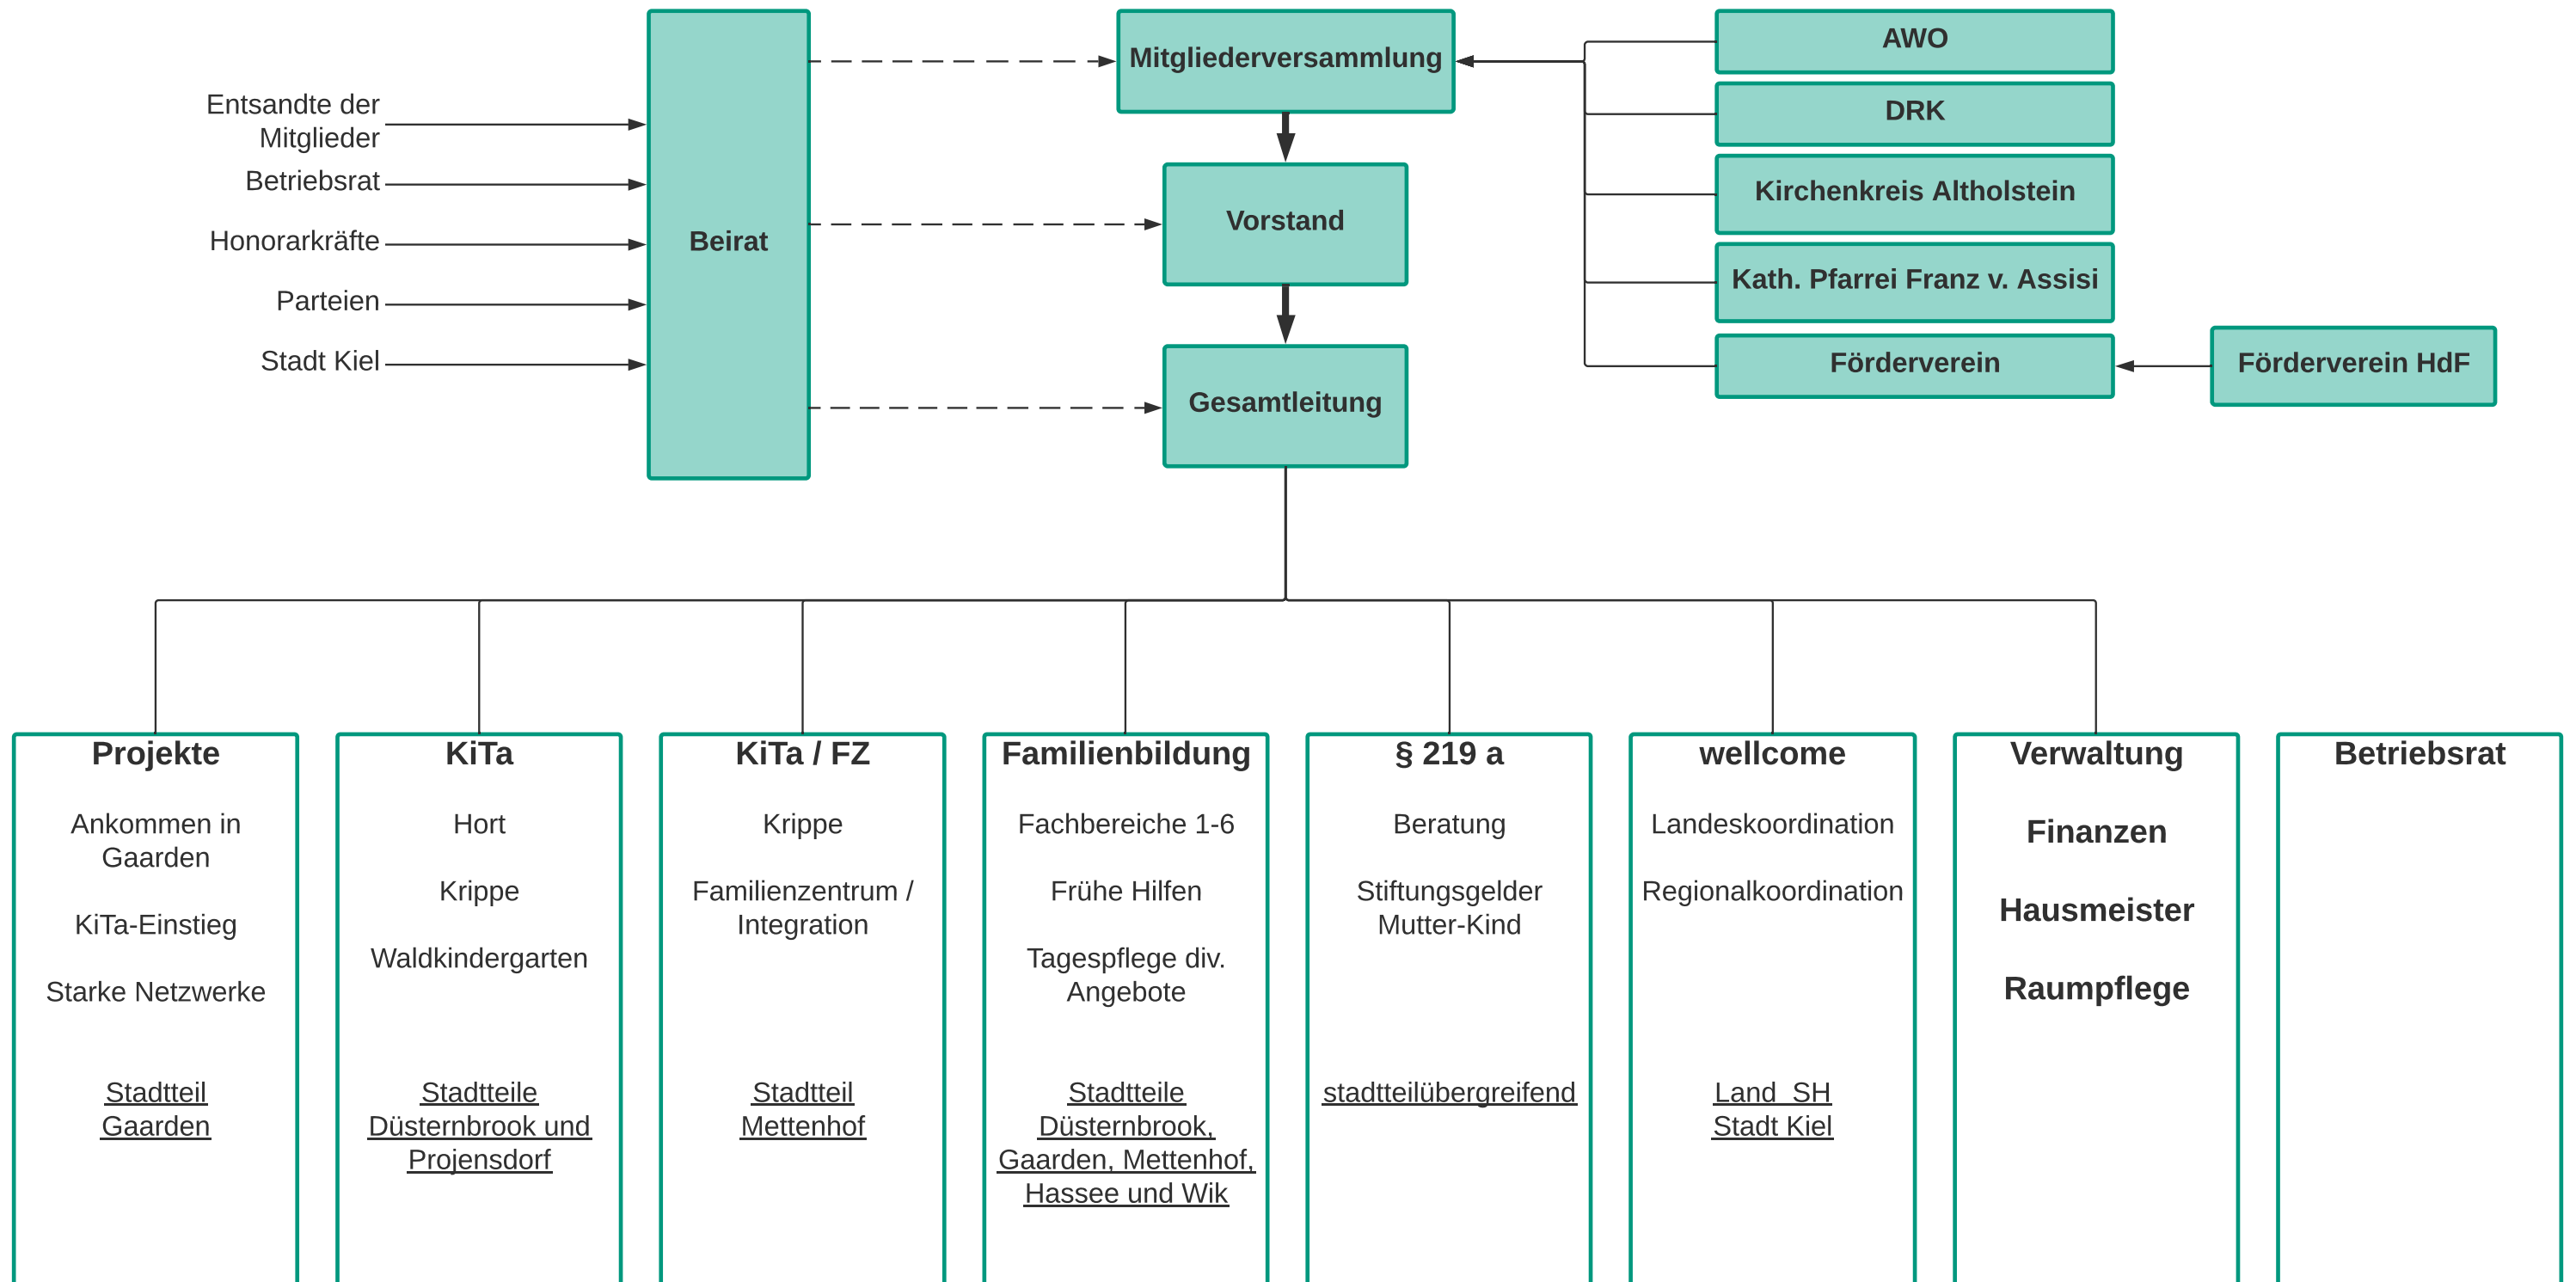 Entsandte der
Mitglieder
Betriebsrat
Honorarkräfte
Parteien
Stadt Kiel
Beirat
Mitgliederversammlung
Vorstand
Gesamtleitung
AWO
DRK
Kirchenkreis Altholstein
Kath. Pfarrei Franz v. Assisi
Förderverein
Förderverein HdF
Projekte
Ankommen in
Gaarden
KiTa-Einstieg
Starke Netzwerke
Stadtteil
Gaarden
KiTa
Hort
Krippe
Waldkindergarten
Stadtteile
Düsternbrook und
Projensdorf
KiTa / FZ
Krippe
Familienzentrum /
Integration
Stadtteil
Mettenhof
Familienbildung
Fachbereiche 1-6
Frühe Hilfen
Tagespflege div.
Angebote
Stadtteile
Düsternbrook,
Gaarden, Mettenhof,
Hassee und Wik
§ 219 a
Beratung
Stiftungsgelder
Mutter-Kind
stadtteilübergreifend
wellcome
Landeskoordination
Regionalkoordination
Land  SH
Stadt Kiel
Verwaltung
Finanzen
Hausmeister
Raumpflege
Betriebsrat